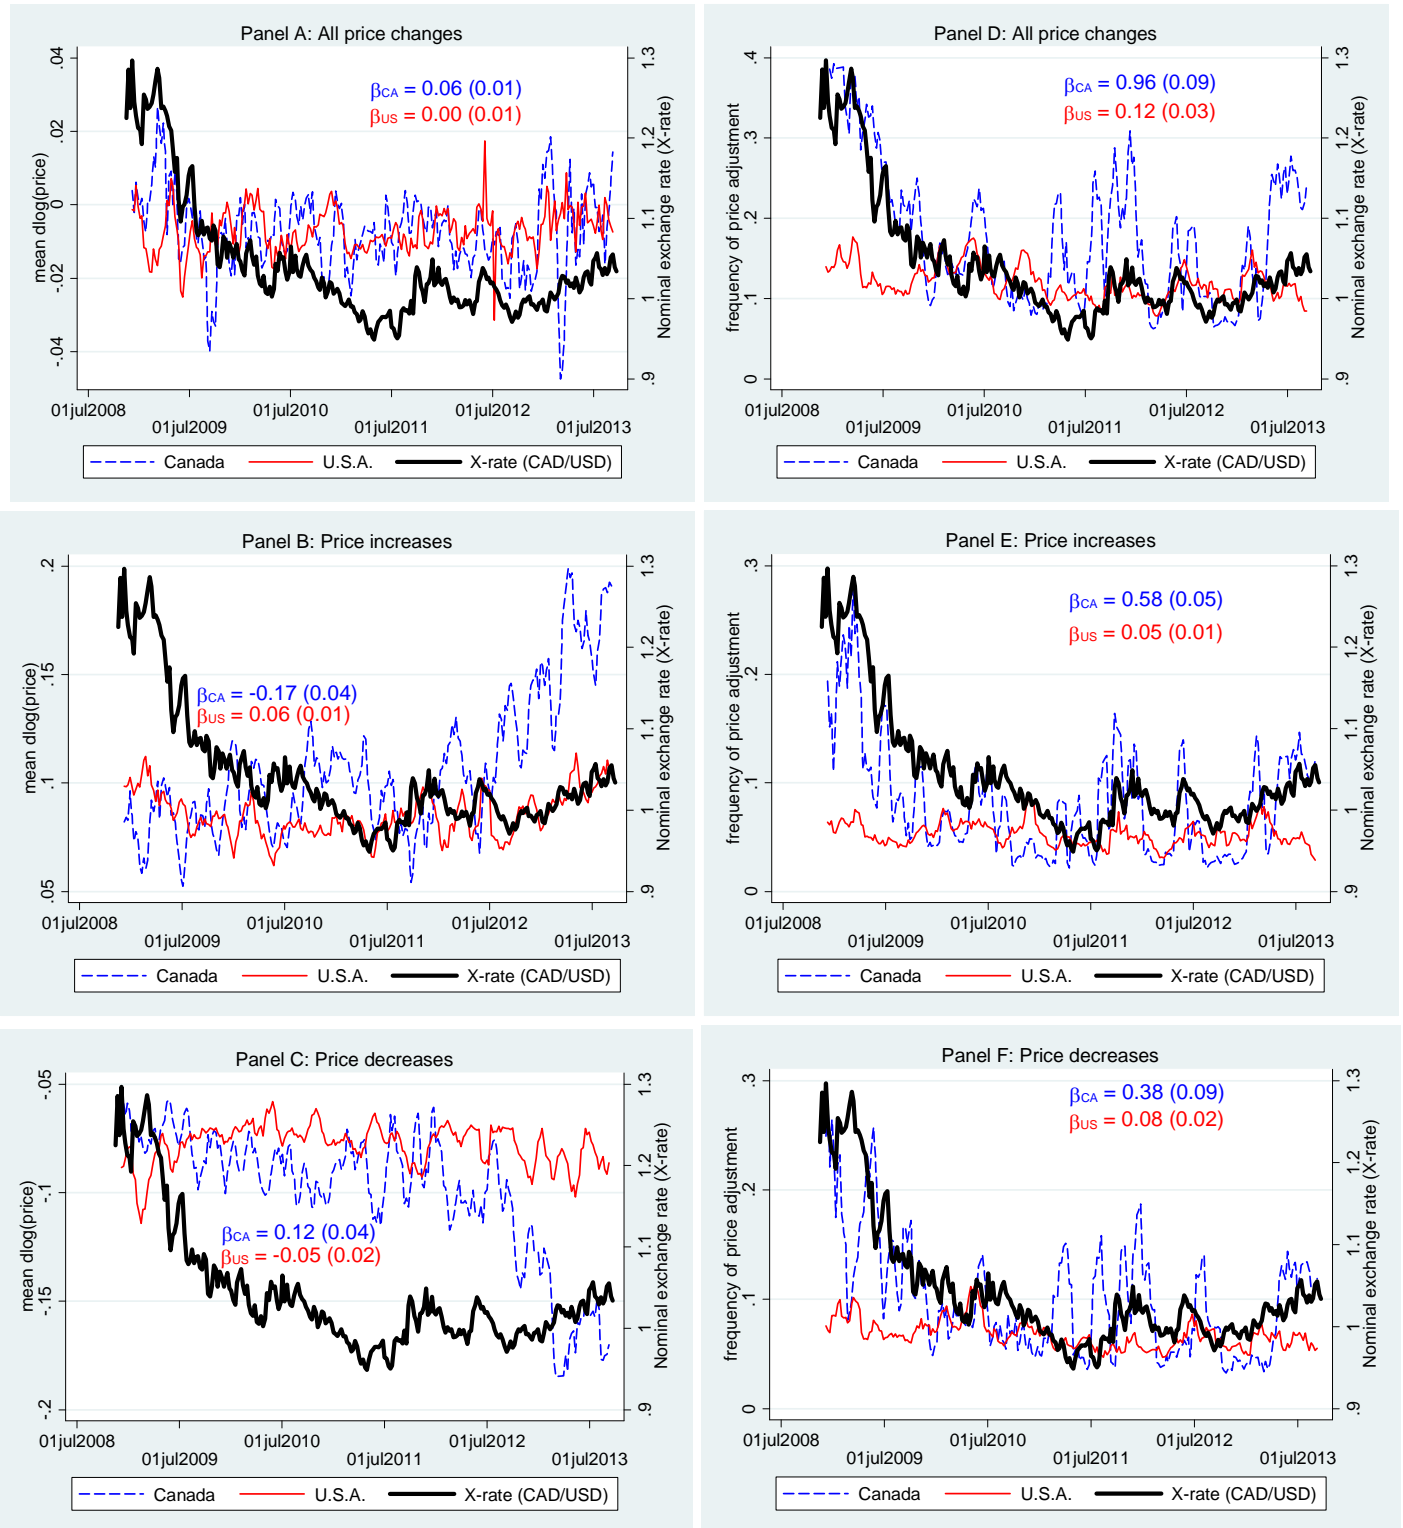 Panel A: All price changes
βCA = 0.06 (0.01)
βUS = 0.00 (0.01)
mean dlog(price)
.04
.02
0
-.02
-.04
Nominal exchange rate (X-rate)
1.3
1.2
1.1
1
.9
01jul2008 01jul2010 01jul2012
01jul2009 01jul2011 01jul2013
Canada U.S.A. X-rate (CAD/USD)
Panel D: All price changes
βCA = 0.96 (0.09)
βUS = 0.12 (0.03)
frequency of price adjustment
.4
.3
.2
.1
0
Nominal exchange rate (X-rate)
1.3
1.2
1.1
1
.9
01jul2008 01jul2010 01jul2012
01jul2009 01jul2011 01jul2013
Canada U.S.A. X-rate (CAD/USD)
Panel B: Price increases
βCA = -0.17 (0.04)
βUS = 0.06 (0.01)
mean dlog(price)
.2
.15
.1
.05
Nominal exchange rate (X-rate)
1.3
1.2
1.1
1
.9
01jul2008 01jul2010 01jul2012
01jul2009 01jul2011 01jul2013
Canada U.S.A. X-rate (CAD/USD)
Panel E: Price increases
βCA = 0.58 (0.05)
βUS = 0.05 (0.01)
frequency of price adjustment
.3
.2
.1
0
Nominal exchange rate (X-rate)
1.3
1.2
1.1
1
.9
01jul2008 01jul2010 01jul2012
01jul2009 01jul2011 01jul2013
Canada U.S.A. X-rate (CAD/USD)
Panel C: Price decreases
βCA = 0.12 (0.04)
βUS = -0.05 (0.02)
mean dlog(price)
-.05
-.1
-.15
-.2
Nominal exchange rate (X-rate)
1.3
1.2
1.1
1
.9
01jul2008 01jul2010 01jul2012
01jul2009 01jul2011 01jul2013
Canada U.S.A. X-rate (CAD/USD)
Panel F: Price decreases
βCA = 0.38 (0.09)
βUS = 0.08 (0.02)
frequency of price adjustment
.3
.2
.1
0
Nominal exchange rate (X-rate)
1.3
1.2
1.1
1
.9
01jul2008 01jul2010 01jul2012
01jul2009 01jul2011 01jul2013
Canada U.S.A. X-rate (CAD/USD)